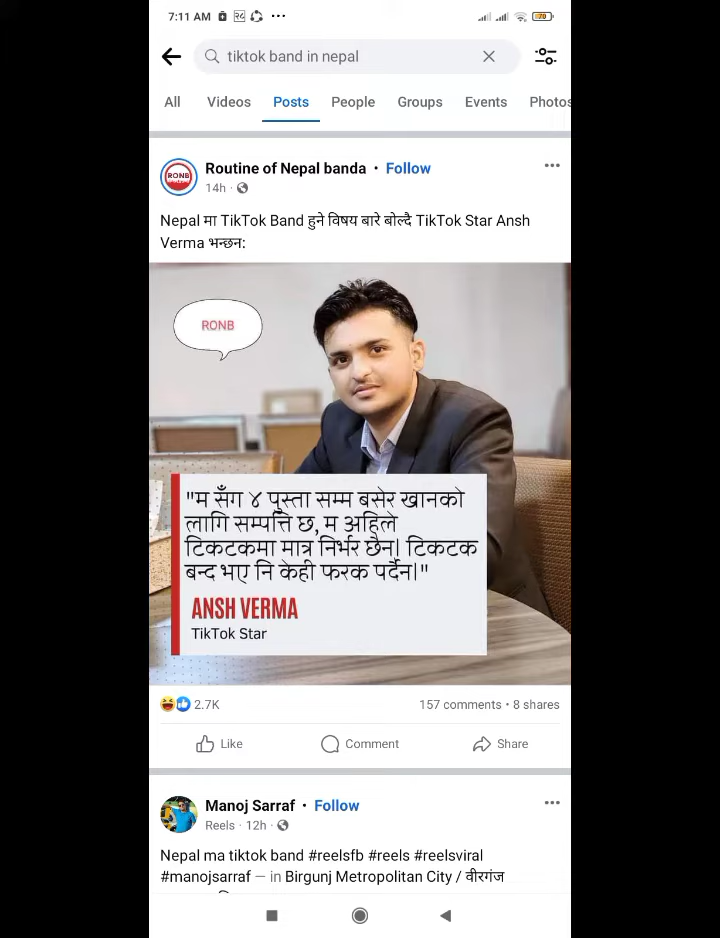 7:11 AM
70
tiktok band in nepal
All Videos Posts People Groups Events Photos
RONB
Routine of Nepal banda • Follow
14h
Nepal मा TikTok Band हुने विषय बारे बोल्दै TikTok Star Ansh
Verma भन्छन:
RONB
"म सँग ४ पुस्ता सम्म बसेर खानको
लागि सम्पत्ति छ, म अहिले
टिकटकमा मात्र निर्भर छैन| टिकटक
बन्द भए नि केही फरक पर्दैन।"
ANSH VERMA
TikTok Star
2.7K 157 comments • 8 shares
Like Comment Share
Manoj Sarraf • Follow
Reels · 12h
Nepal ma tiktok band #reelsfb #reels #reelsviral
#manojsarraf — in Birgunj Metropolitan City / वीरगंज